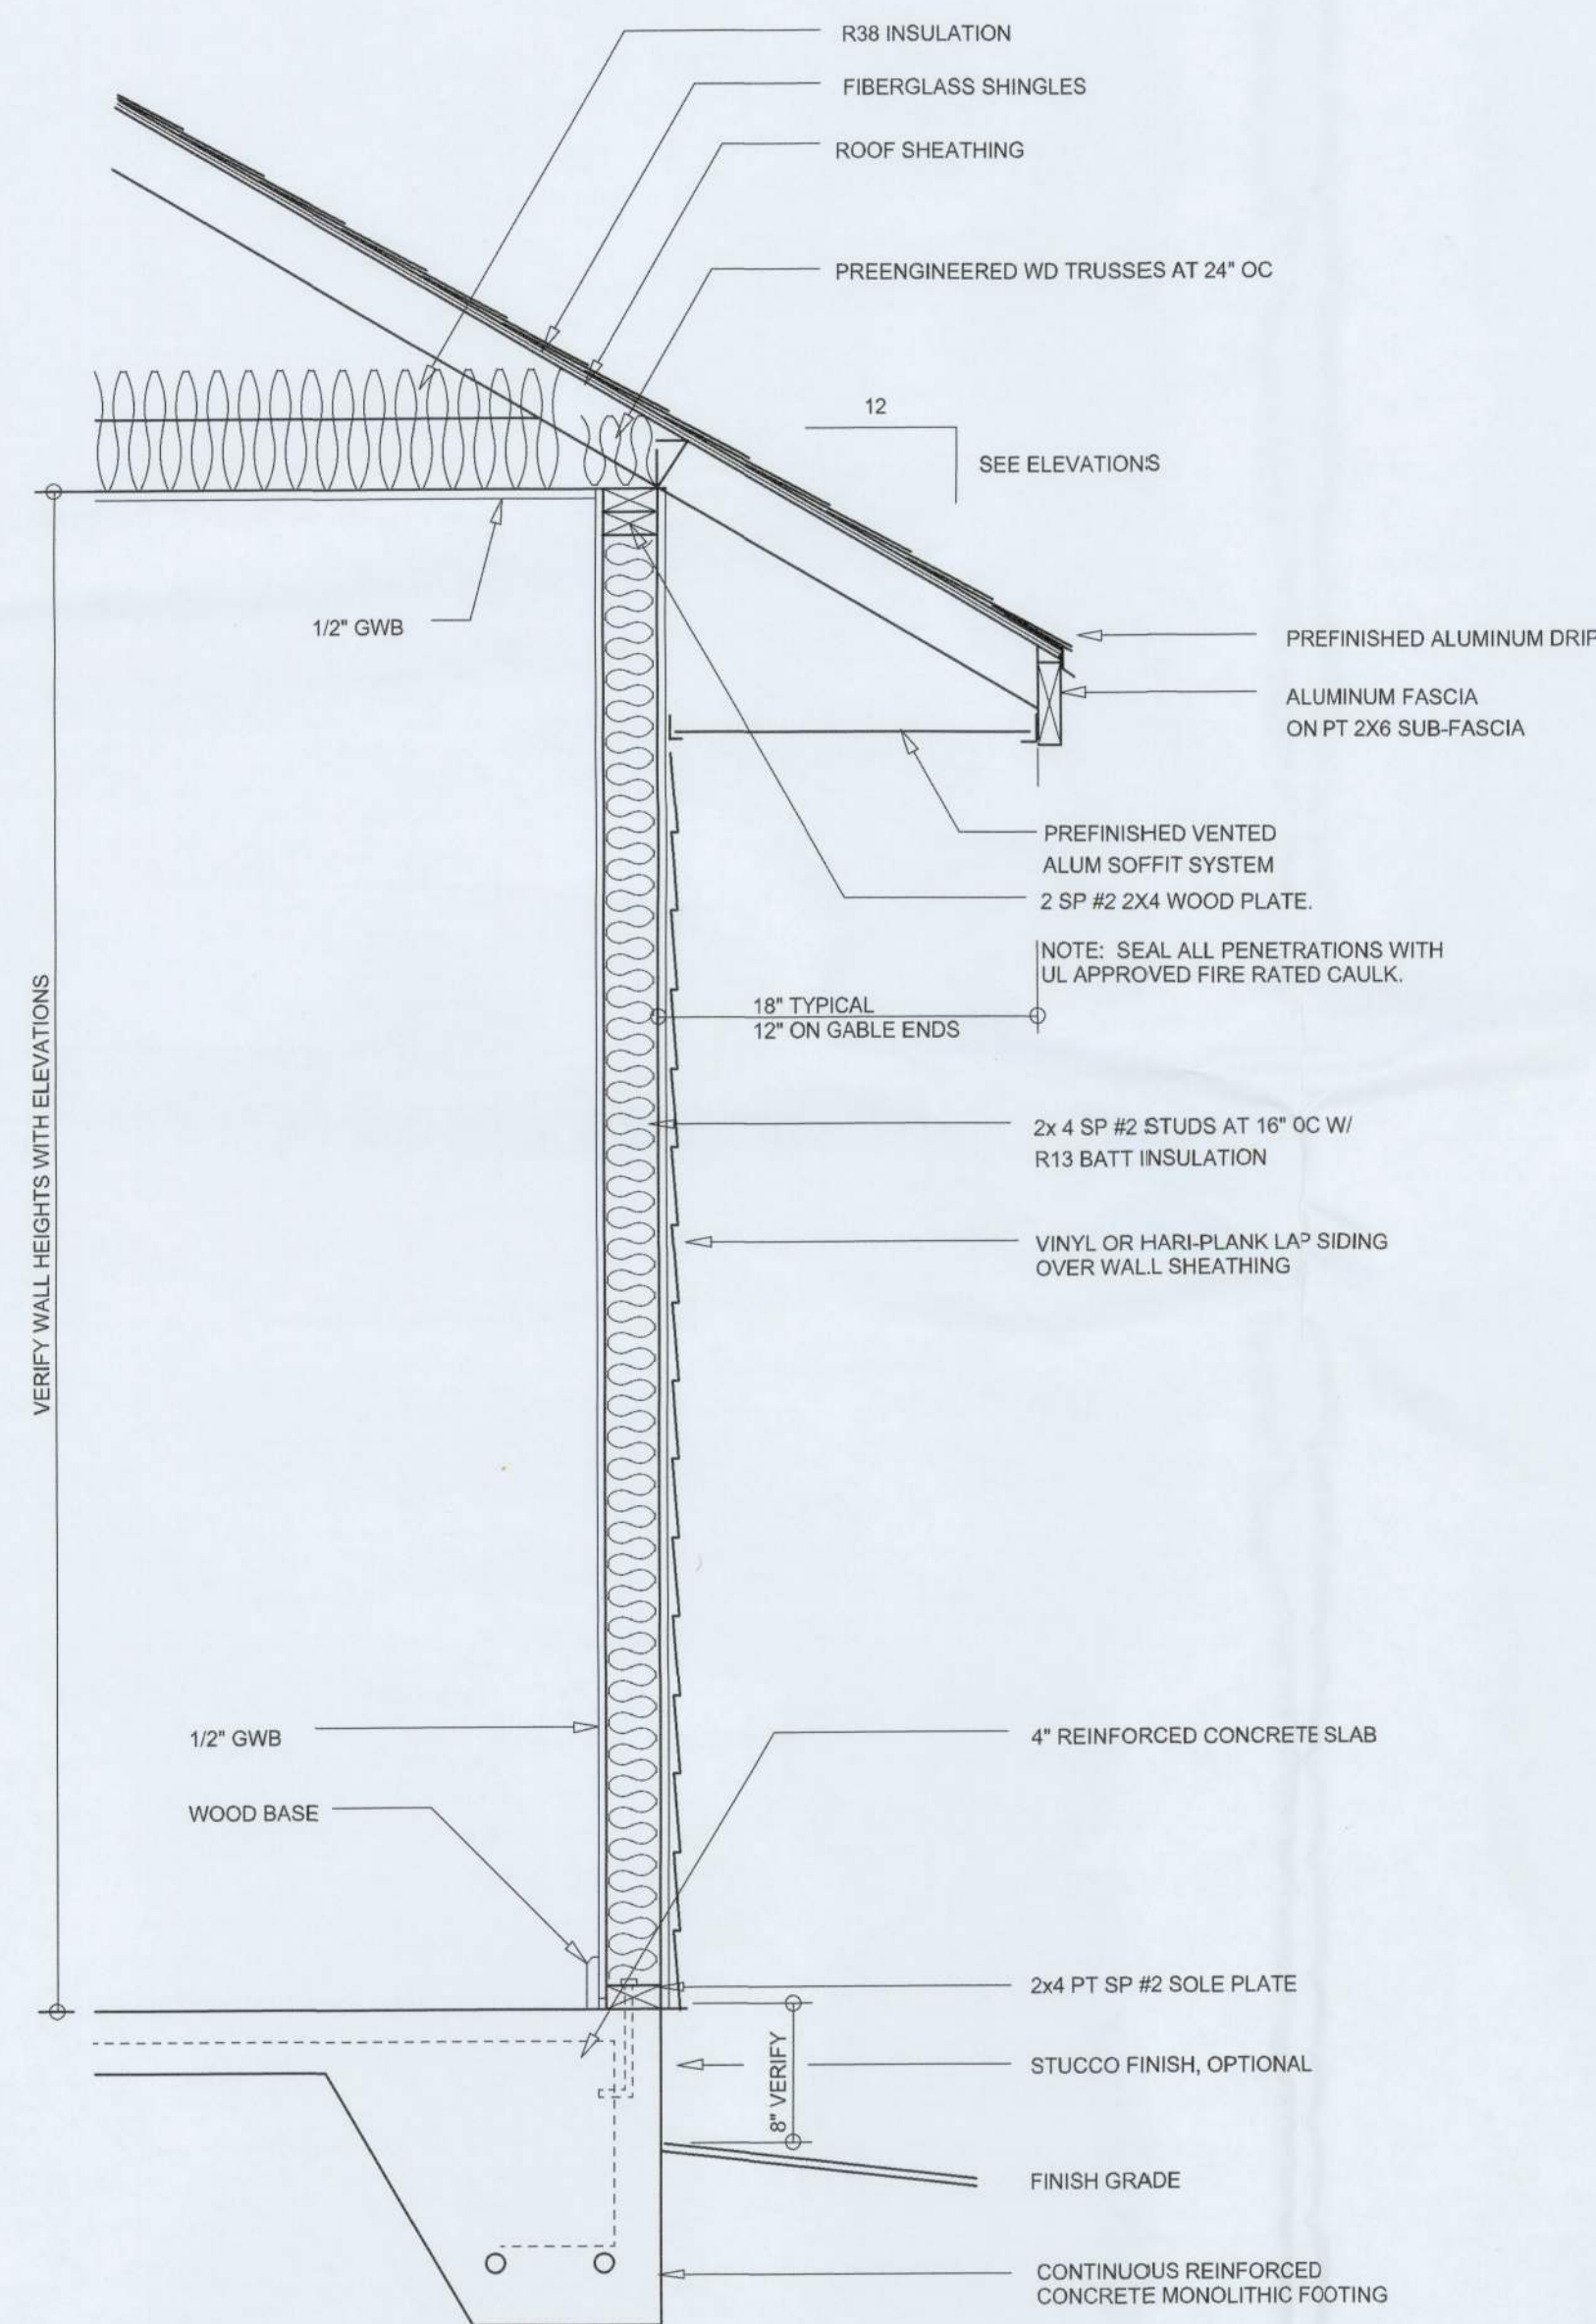 R38 INSULATION
FIBERGLASS SHINGLES
ROOF SHEATHING
PREENGINEERED WD TRUSSES AT 24" OC
12
SEE ELEVATIONS
1/2" GWB
PREFINISHED ALUMINUM DRIP
ALUMINUM FASCIA
ON PT 2X6 SUB-FASCIA
PREFINISHED VENTED
ALUM SOFFIT SYSTEM
2 SP #2 2X4 WOOD PLATE.
NOTE: SEAL ALL PENETRATIONS WITH
UL APPROVED FIRE RATED CAULK.
18" TYPICAL
12" ON GABLE ENDS
VERIFY WALL HEIGHTS WITH ELEVATIONS
2x 4 SP #2 STUDS AT 16" OC W/
R13 BATT INSULATION
VINYL OR HARI-PLANK LAP SIDING
OVER WALL SHEATHING
1/2" GWB
4" REINFORCED CONCRETE SLAB
WOOD BASE
2x4 PT SP #2 SOLE PLATE
8" VERIFY
STUCCO FINISH, OPTIONAL
FINISH GRADE
CONTINUOUS REINFORCED
CONCRETE MONOLITHIC FOOTING